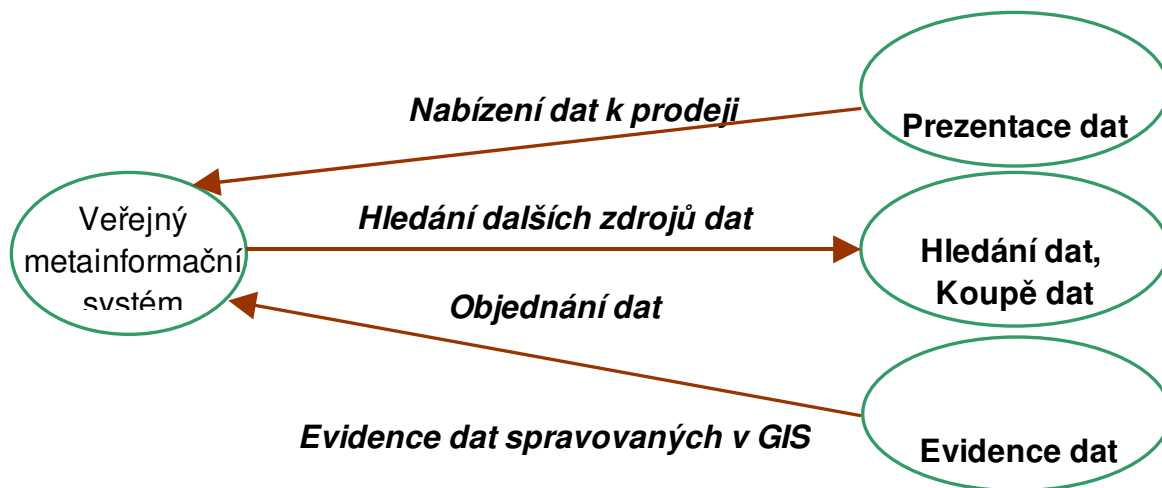 Nabízení dat k prodeji
Prezentace dat
Veřejný
metainformační
systém
Hledání dalších zdrojů dat
Hledání dat,
Koupě dat
Objednání dat
Evidence dat spravovaných v GIS
Evidence dat